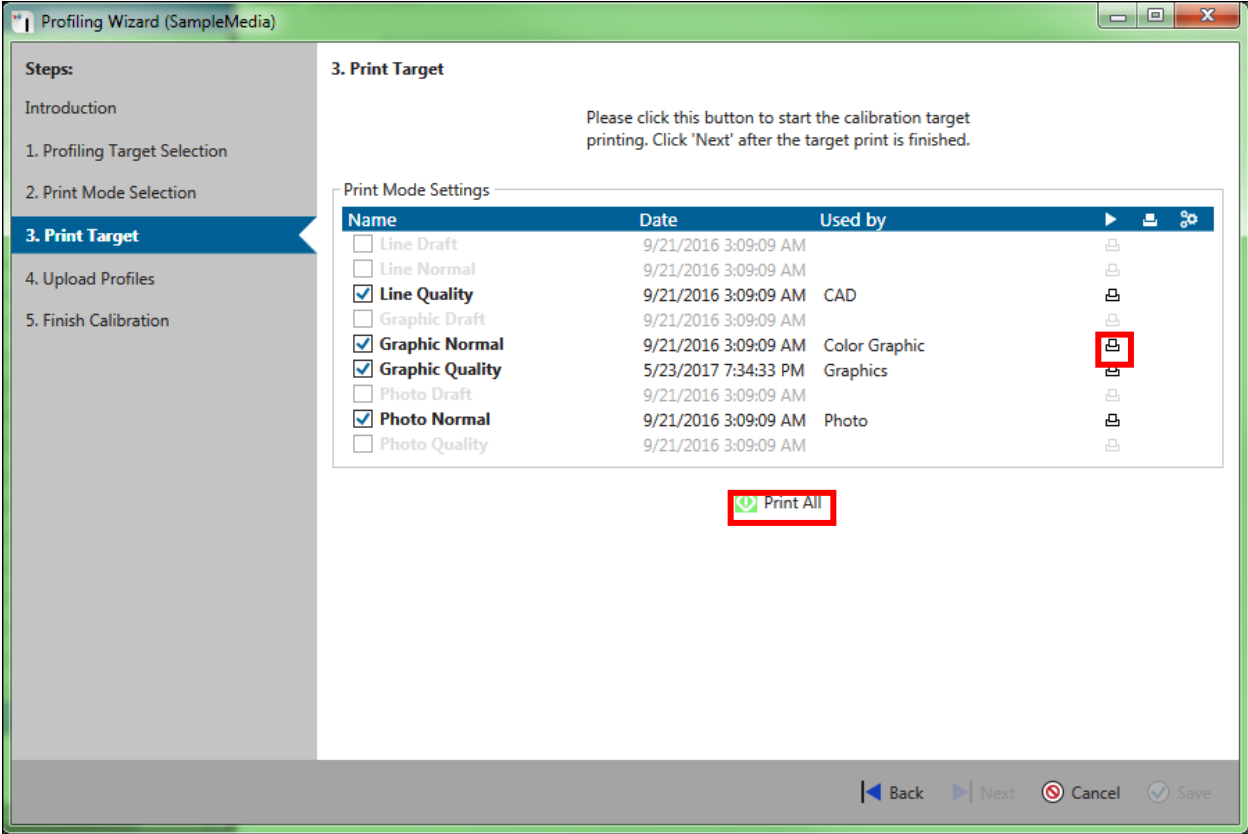 Profiling Wizard (SampleMedia)
Steps:
Introduction
1. Profiling Target Selection
2. Print Mode Selection
3. Print Target
4. Upload Profiles
5. Finish Calibration
3. Print Target
Please click this button to start the calibration target
printing. Click 'Next' after the target print is finished.
Print Mode Settings
Name Date Used by
Line Draft 9/21/2016 3:09:09 AM
Line Normal 9/21/2016 3:09:09 AM
Line Quality 9/21/2016 3:09:09 AM CAD
Graphic Draft 9/21/2016 3:09:09 AM
Graphic Normal 9/21/2016 3:09:09 AM Color Graphic
Graphic Quality 5/23/2017 7:34:33 PM Graphics
Photo Draft 9/21/2016 3:09:09 AM
Photo Normal 9/21/2016 3:09:09 AM Photo
Photo Quality 9/21/2016 3:09:09 AM
Print All
Back Next Cancel Save